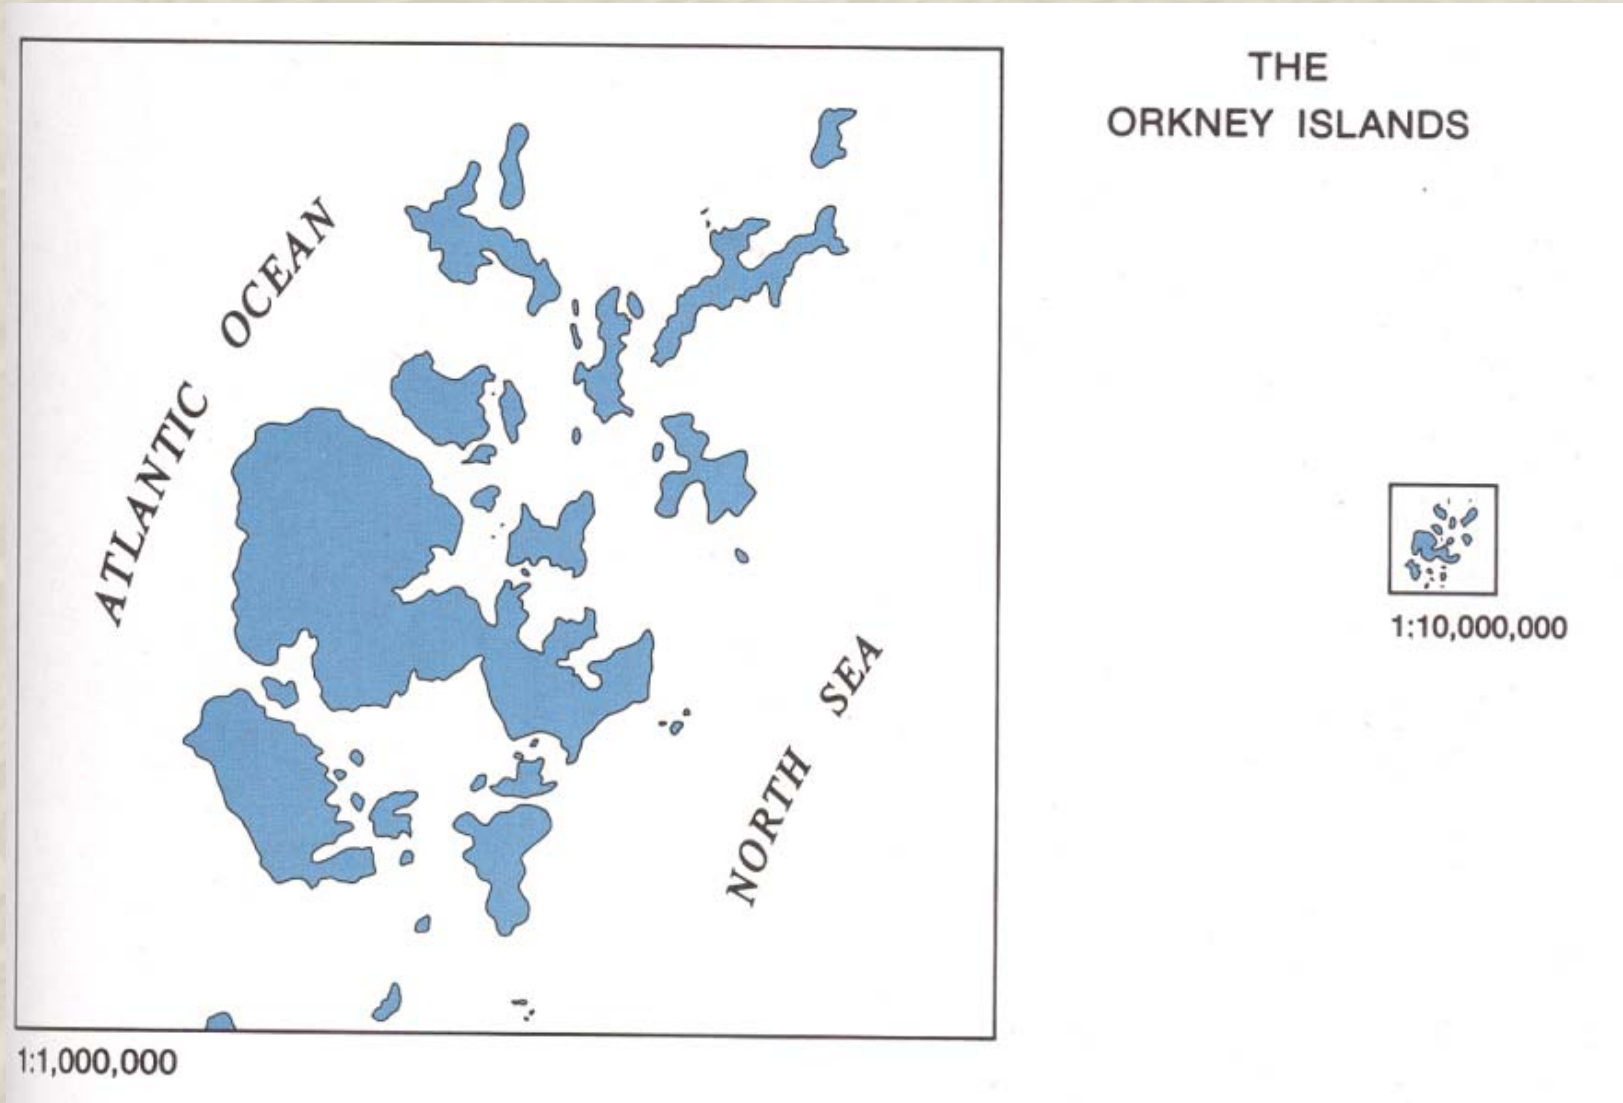 THE
ORKNEY ISLANDS
ATLANTIC OCEAN
NORTH SEA
1:1,000,000
1:10,000,000